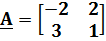 A = [−2 2
3 1]